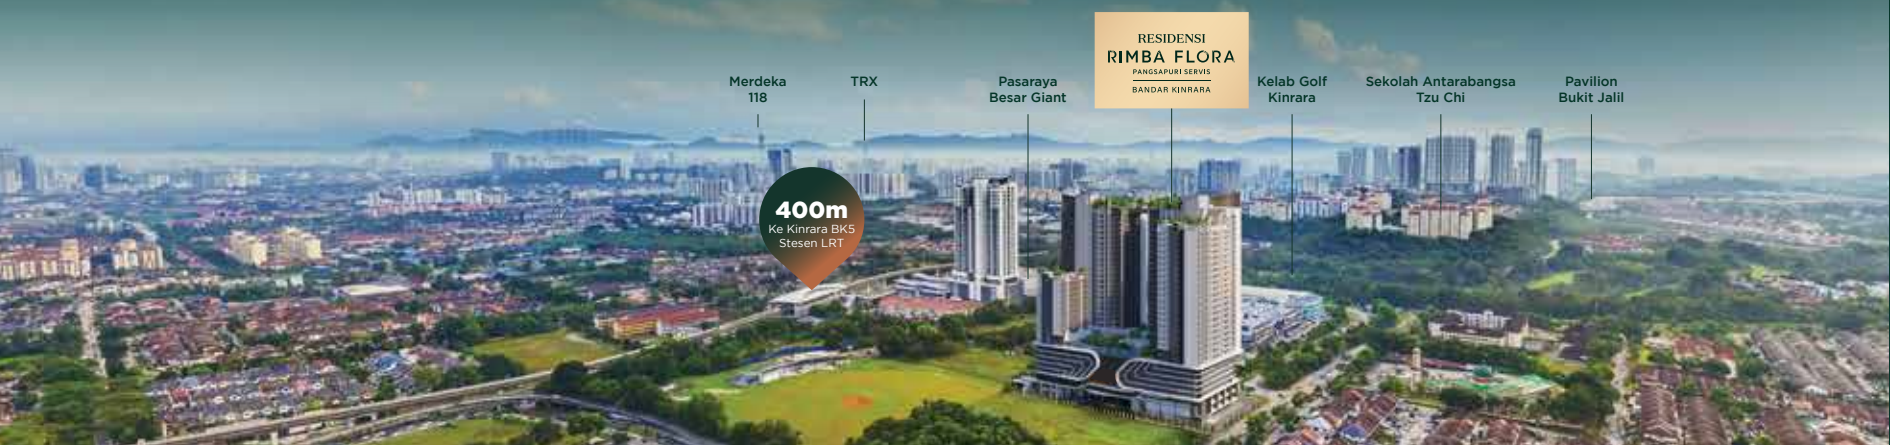 Merdeka
118
TRX
Pasaraya
Besar Giant
RESIDENSI
RIMBA FLORA
PANGSAPURI SERVIS
BANDAR KINRARA
Kelab Golf
Kinrara
Sekolah Antarabangsa
Tzu Chi
Pavilion
Bukit Jalil
400m
Ke Kinrara BK5
Stesen LRT